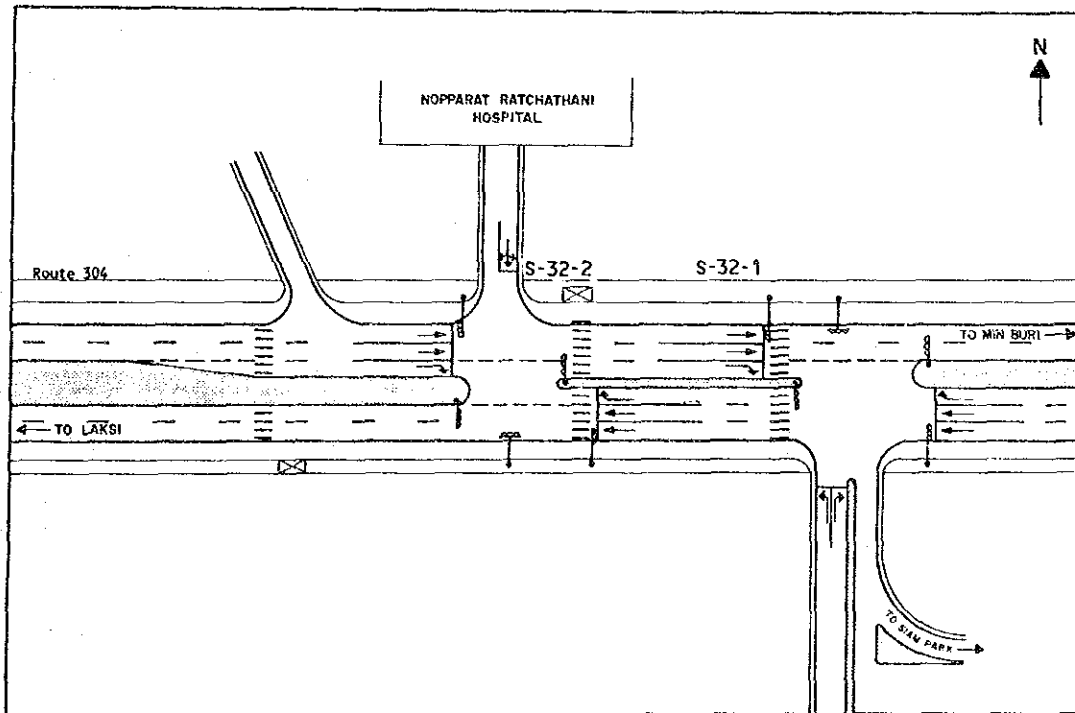 N
NOPPARAT RATCHATHANI
HOSPITAL
Route 304
S-32-2
S-32-1
TO MIN BURI
TO LAKSI
TO SIAM PARK